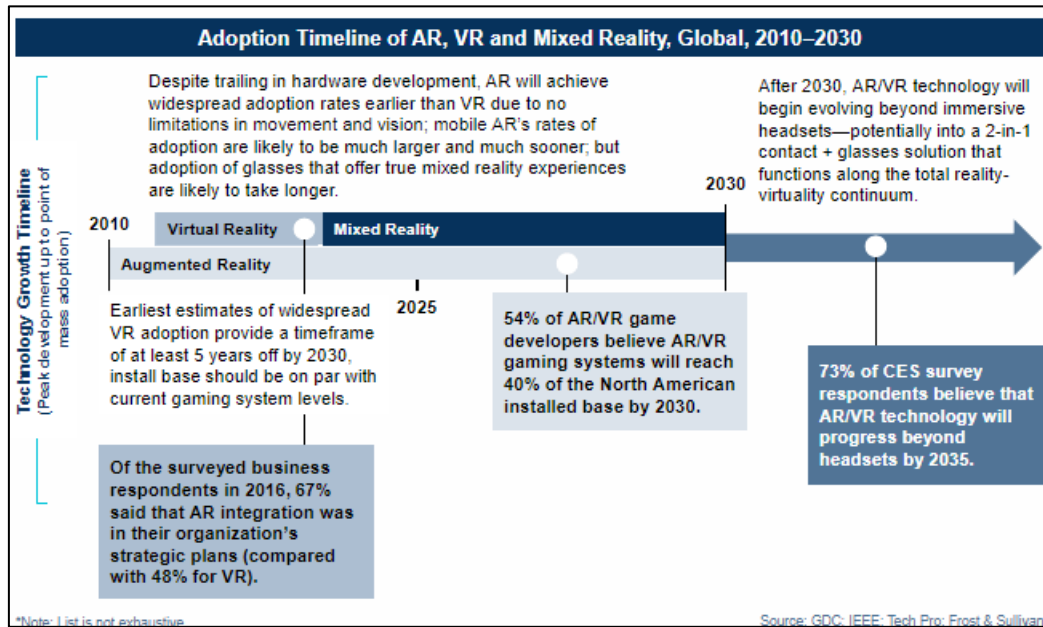 Adoption Timeline of AR, VR and Mixed Reality, Global, 2010–2030
Technology Growth Timeline
(Peak development up to point of
mass adoption)
Despite trailing in hardware development, AR will achieve
widespread adoption rates earlier than VR due to no
limitations in movement and vision; mobile AR's rates of
adoption are likely to be much larger and much sooner; but
adoption of glasses that offer true mixed reality experiences
are likely to take longer.
After 2030, AR/VR technology will
begin evolving beyond immersive
headsets—potentially into a 2-in-1
contact + glasses solution that
functions along the total reality-
virtuality continuum.
2010
2030
Virtual Reality
Mixed Reality
Augmented Reality
2025
Earliest estimates of widespread
VR adoption provide a timeframe
of at least 5 years off by 2030,
install base should be on par with
current gaming system levels.
54% of AR/VR game
developers believe AR/VR
gaming systems will reach
40% of the North American
installed base by 2030.
73% of CES survey
respondents believe that
AR/VR technology will
progress beyond
headsets by 2035.
Of the surveyed business
respondents in 2016, 67%
said that AR integration was
in their organization's
strategic plans (compared
with 48% for VR).
*Note: List is not exhaustive
Source: GDC; IEEE; Tech Pro; Frost & Sullivan